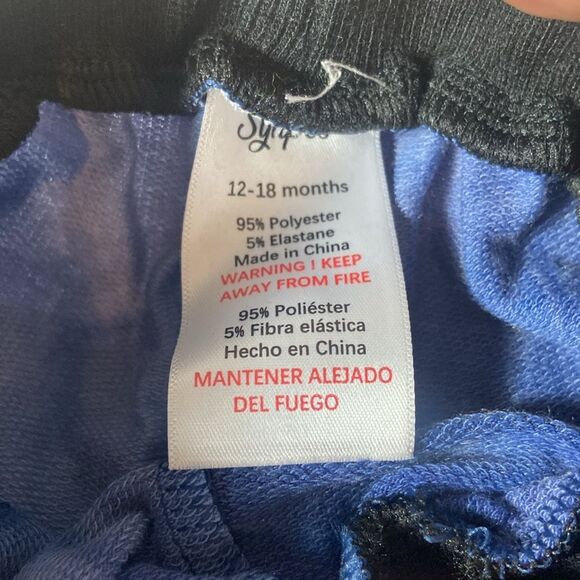 12-18 months
95% Polyester
5% Elastane
Made in China
WARNING ! KEEP
AWAY FROM FIRE
95% Poliéster
5% Fibra elástica
Hecho en China
MANTENER ALEJADO
DEL FUEGO